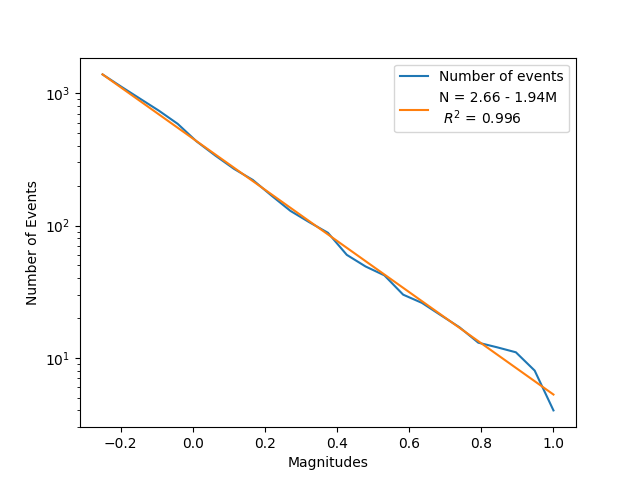 Number of events
N = 2.66 - 1.94M
R² = 0.996
10³
10²
10¹
Number of Events
−0.2 0.0 0.2 0.4 0.6 0.8 1.0
Magnitudes